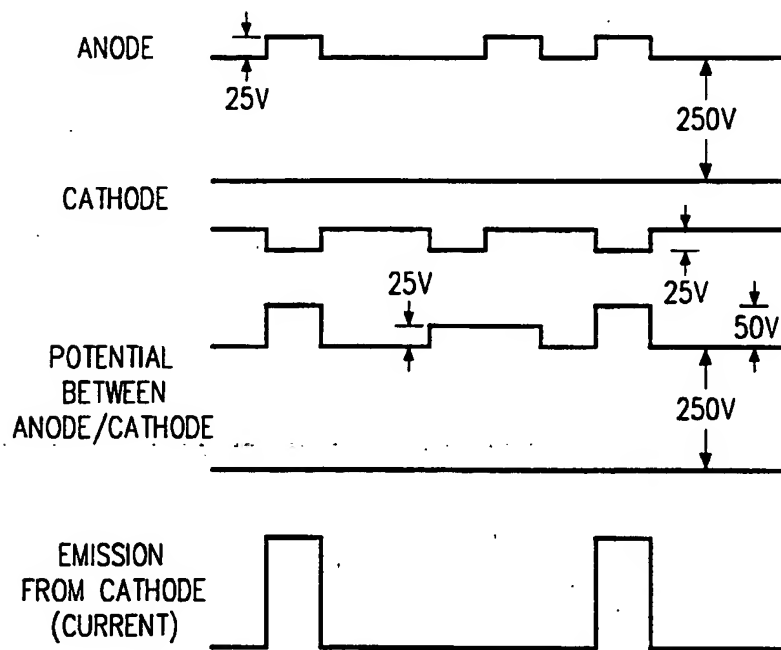 ANODE
25V
250V
CATHODE
25V
25V
50V
POTENTIAL
BETWEEN
ANODE/CATHODE
250V
EMISSION
FROM CATHODE
(CURRENT)